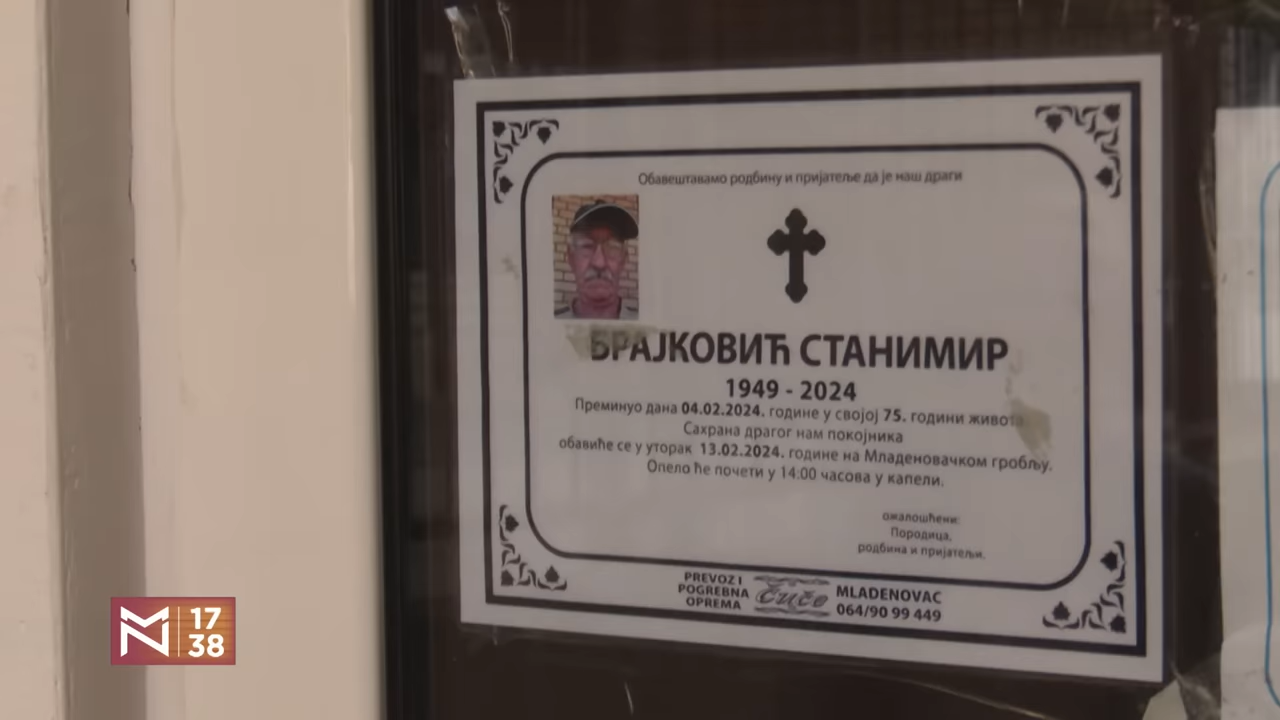 Обавештавамо родбину и пријатеље да је наш драги
БРАЈКОВИЋ СТАНИМИР
1949 - 2024
Преминуо дана 04.02.2024. године у својој 75. години живота
Сахрана драгог нам покојника
обавиће се у уторак 13.02.2024. године на Младеновачком гробљу.
Опело ће почети у 14:00 часова у капели.
ожалошћени:
Породица,
родбина и пријатељи.
PREVOZ I
POGREBNA
OPREMA
Čuče
MLADENOVAC
064/90 99 449
17
38